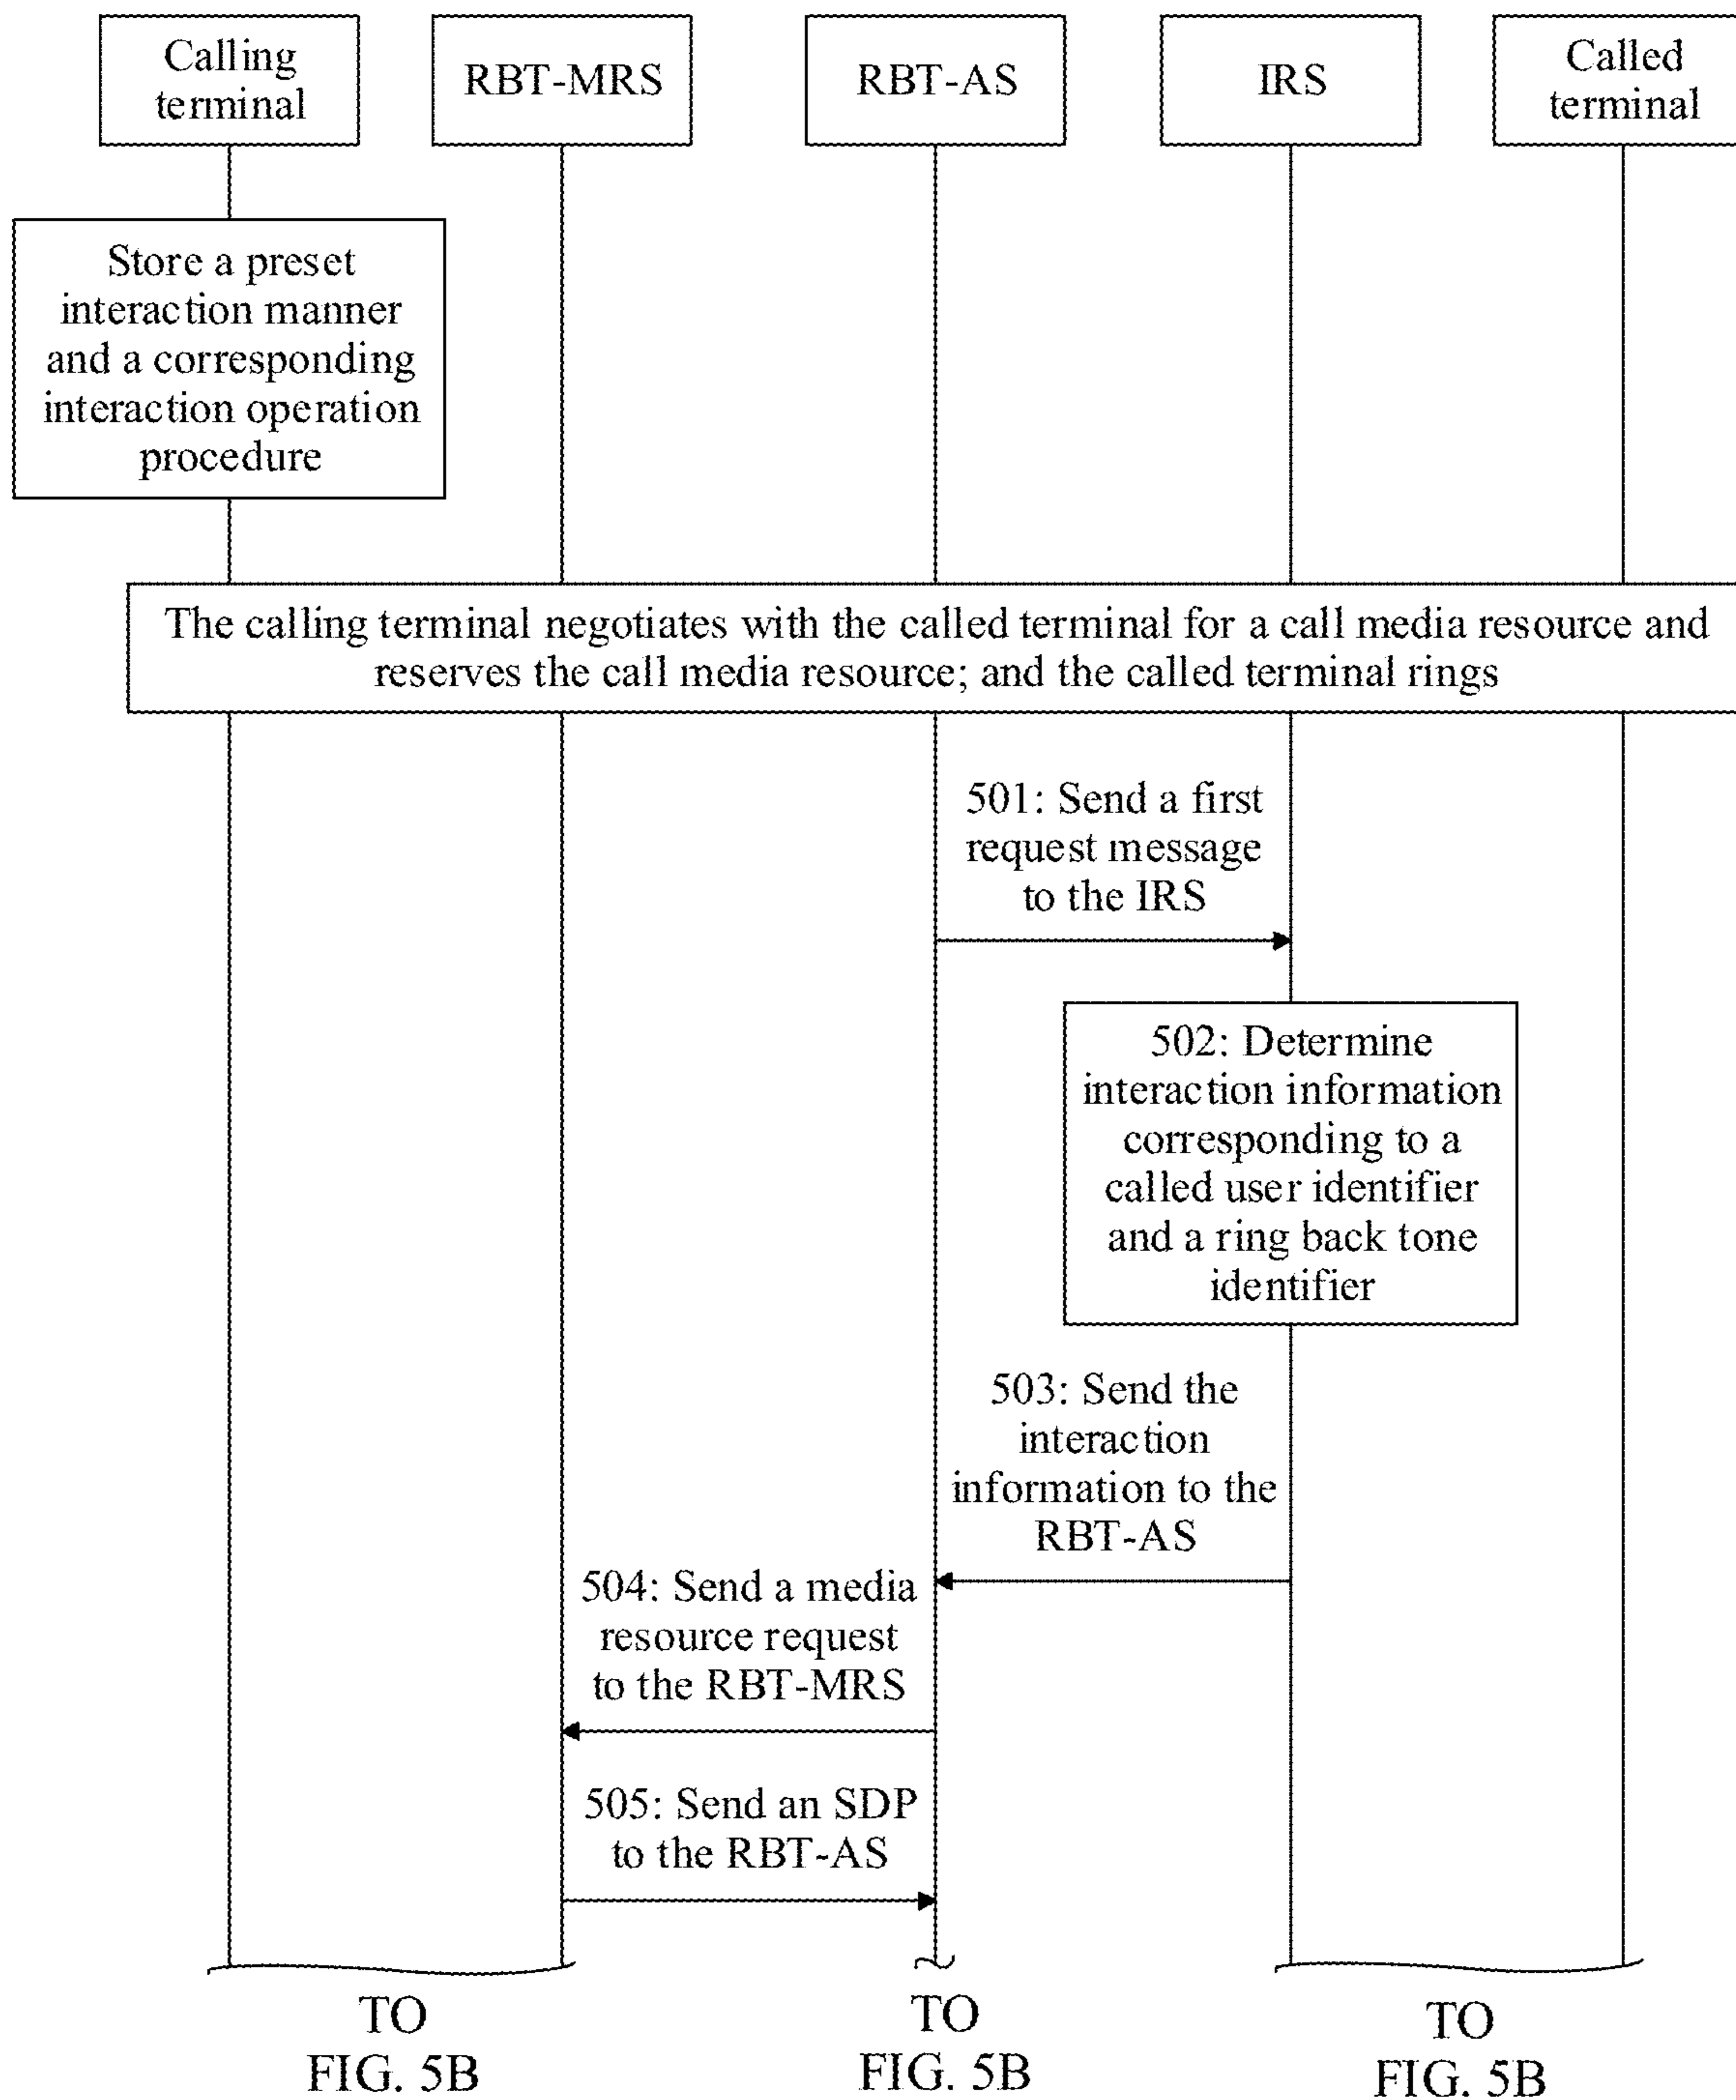 Calling
terminal
RBT-MRS
RBT-AS
IRS
Called
terminal
Store a preset
interaction manner
and a corresponding
interaction operation
procedure
The calling terminal negotiates with the called terminal for a call media resource and
reserves the call media resource; and the called terminal rings
501: Send a first
request message
to the IRS
502: Determine
interaction information
corresponding to a
called user identifier
and a ring back tone
identifier
503: Send the
interaction
information to the
RBT-AS
504: Send a media
resource request
to the RBT-MRS
505: Send an SDP
to the RBT-AS
TO
FIG. 5B
TO
FIG. 5B
TO
FIG. 5B